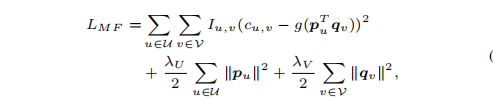 L_{MF} = \sum_{u \in \mathcal{U}} \sum_{v \in \mathcal{V}} I_{u,v} (c_{u,v} - g(\boldsymbol{p}_u^T \boldsymbol{q}_v))^2
+ \frac{\lambda_U}{2} \sum_{u \in \mathcal{U}} \|\boldsymbol{p}_u\|^2 + \frac{\lambda_V}{2} \sum_{v \in \mathcal{V}} \|\boldsymbol{q}_v\|^2, (